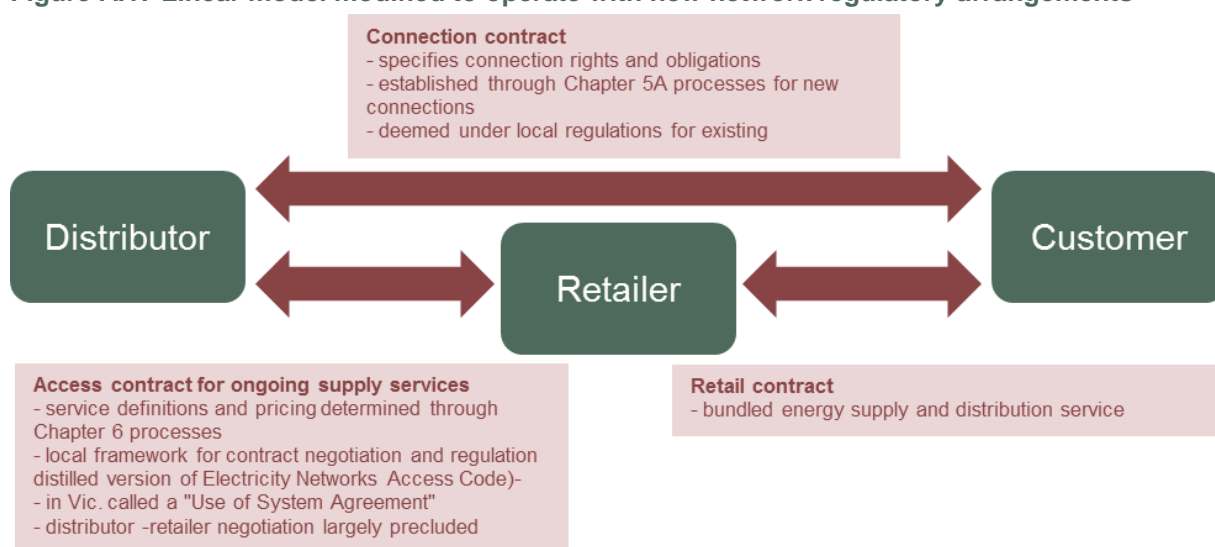 Figure Linear model modified to operate with new network regulatory arrangements
Connection contract
- specifies connection rights and obligations
- established through Chapter 5A processes for new
connections
- deemed under local regulations for existing
Distributor
Retailer
Customer
Access contract for ongoing supply services
- service definitions and pricing determined through
Chapter 6 processes
- local framework for contract negotiation and regulation
distilled version of Electricity Networks Access Code)-
- in Vic. called a "Use of System Agreement"
- distributor -retailer negotiation largely precluded
Retail contract
- bundled energy supply and distribution service